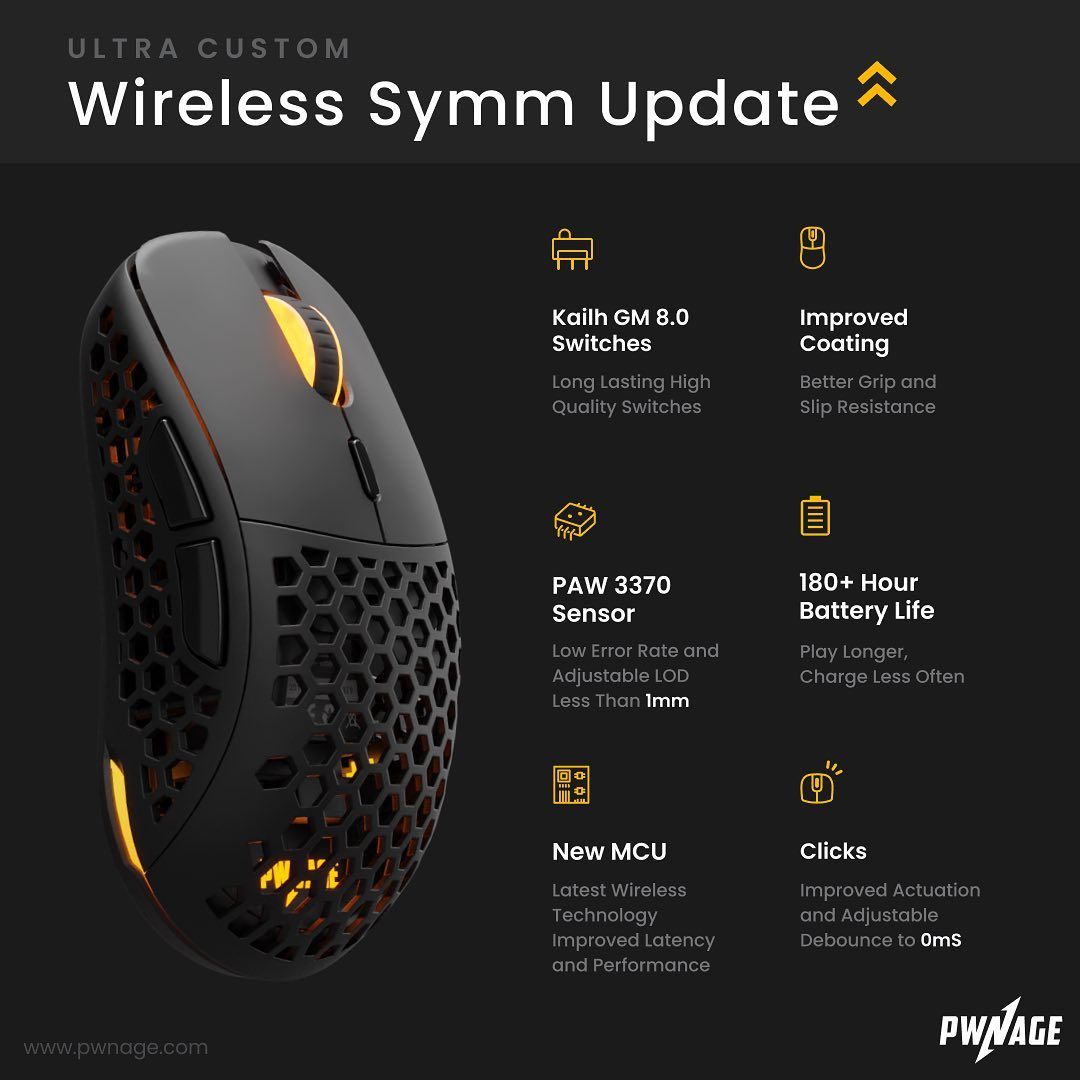 ULTRA CUSTOM
Wireless Symm Update
Kailh GM 8.0
Switches
Long Lasting High
Quality Switches
Improved
Coating
Better Grip and
Slip Resistance
PAW 3370
Sensor
Low Error Rate and
Adjustable LOD
Less Than 1mm
180+ Hour
Battery Life
Play Longer,
Charge Less Often
New MCU
Latest Wireless
Technology
Improved Latency
and Performance
Clicks
Improved Actuation
and Adjustable
Debounce to 0mS
www.pwnage.com
PWNAGE